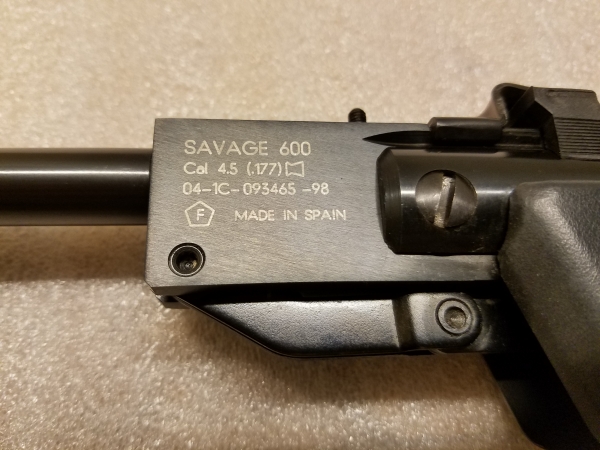 SAVAGE 600
Cal 4.5 (.177)
04-1C-093465 -98
F MADE IN SPAIN